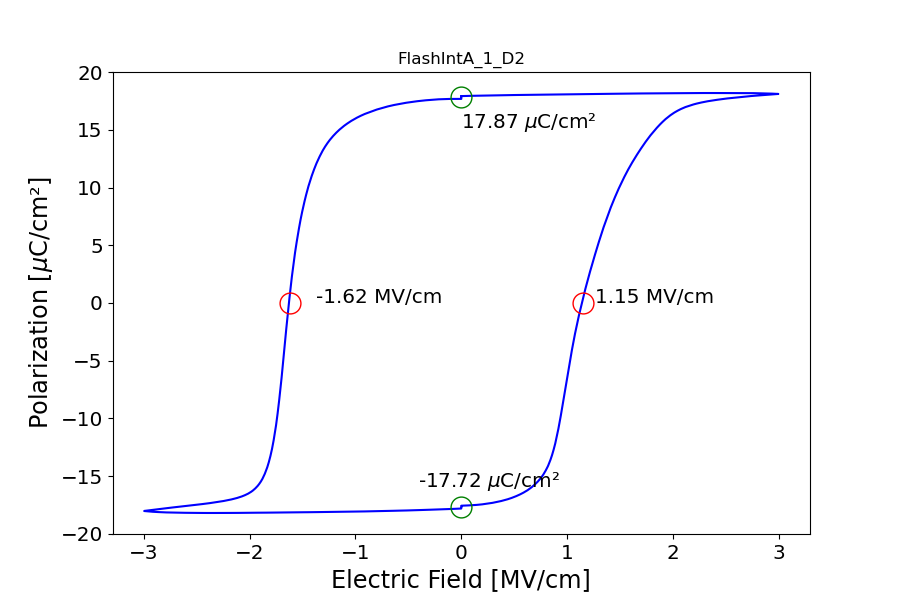 FlashIntA_1_D2
20
15
10
5
0
−5
−10
−15
−20
Polarization [μC/cm²]
17.87 μC/cm²
-1.62 MV/cm
1.15 MV/cm
-17.72 μC/cm²
−3 −2 −1 0 1 2 3
Electric Field [MV/cm]